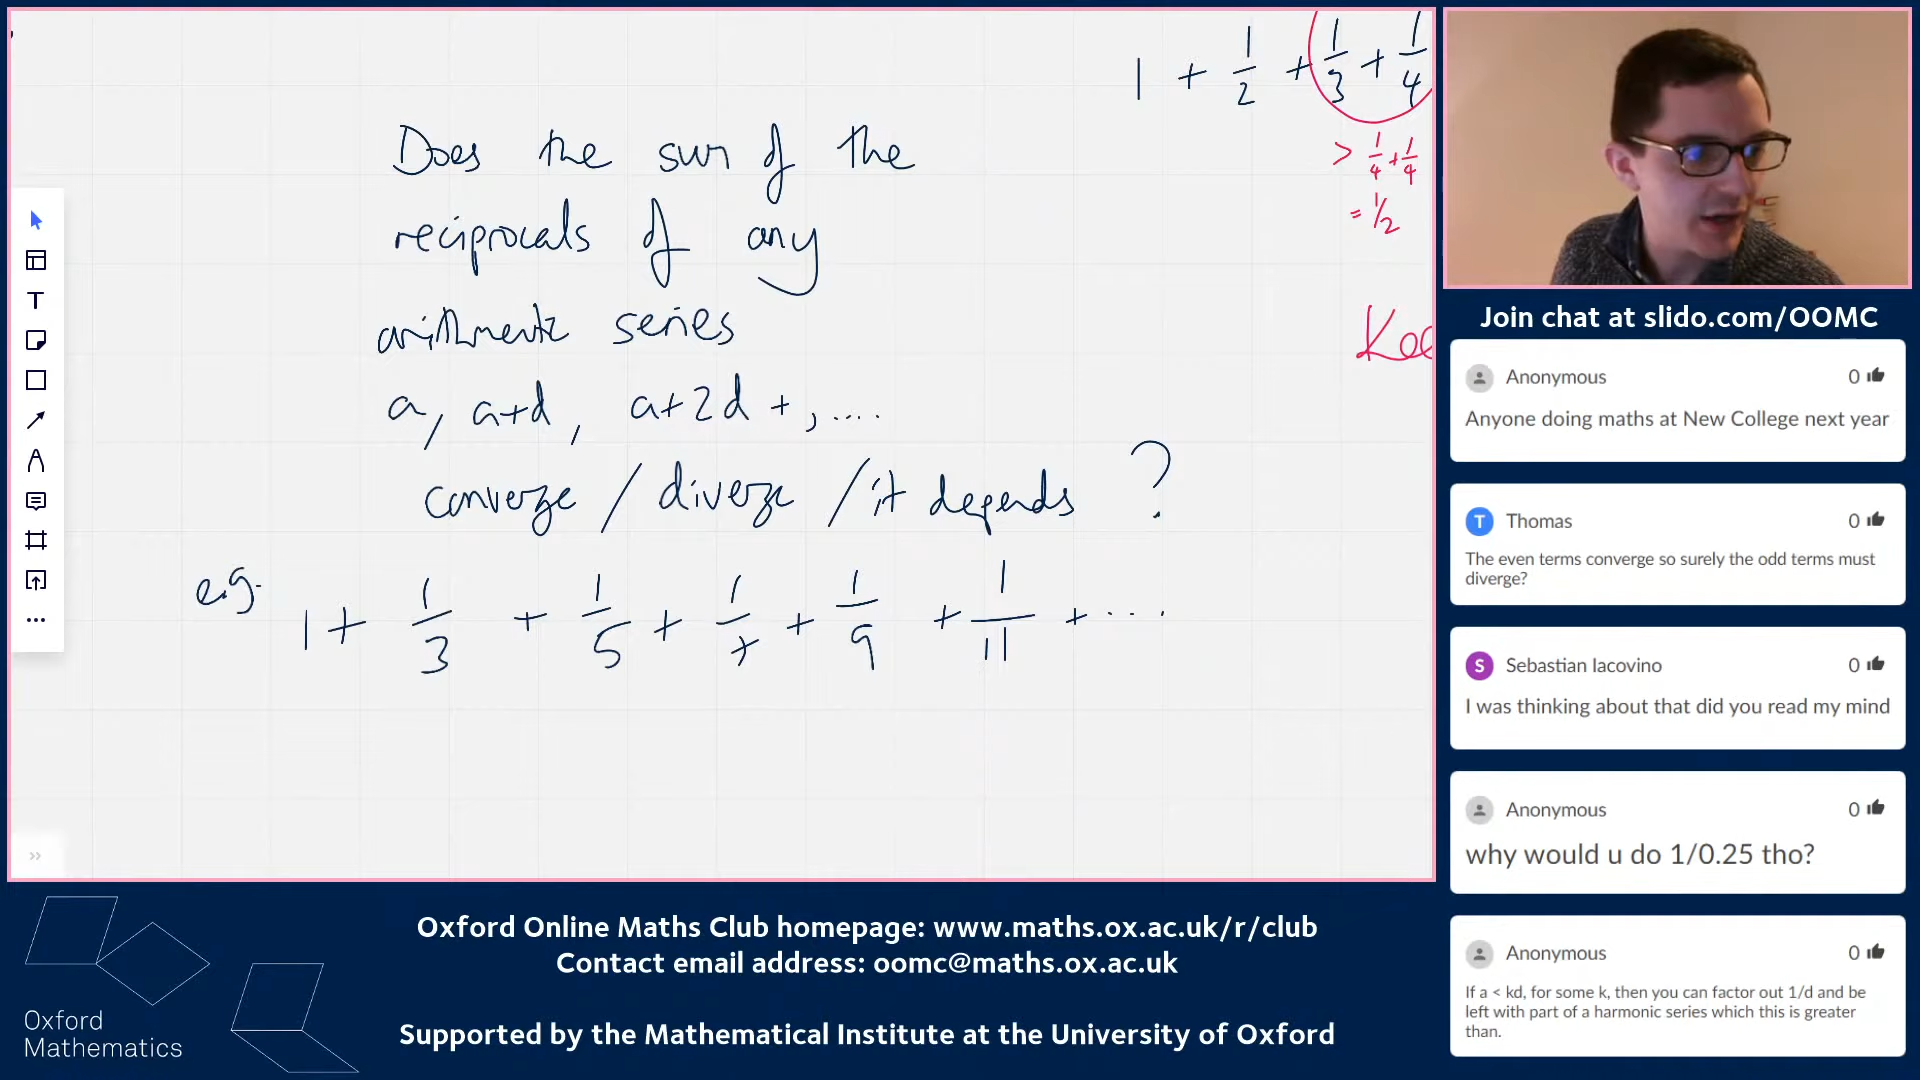 1 + 1/2 + 1/3 + 1/4
> 1/4 + 1/4
= 1/2
Does the sum of the
reciprocals of any
arithmetic series
a, a+d, a+2d +, ....
converge / diverge / it depends ?
e.g. 1 + 1/3 + 1/5 + 1/7 + 1/9 + 1/11 + ...
T
Join chat at slido.com/OOMC
Anonymous 0
Anyone doing maths at New College next year
T Thomas 0
The even terms converge so surely the odd terms must
diverge?
S Sebastian Iacovino 0
I was thinking about that did you read my mind
Anonymous 0
why would u do 1/0.25 tho?
Anonymous 0
If a < kd, for some k, then you can factor out 1/d and be
left with part of a harmonic series which this is greater
than.
Oxford
Mathematics
Oxford Online Maths Club homepage: www.maths.ox.ac.uk/r/club
Contact email address: oomc@maths.ox.ac.uk
Supported by the Mathematical Institute at the University of Oxford